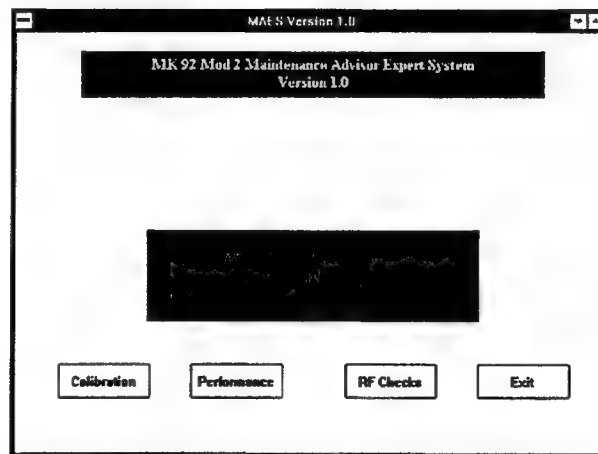 MAES Version 1.0
MK 92 Mod 2 Maintenance Advisor Expert System
Version 1.0
Calibration
Performance
RF Checks
Exit